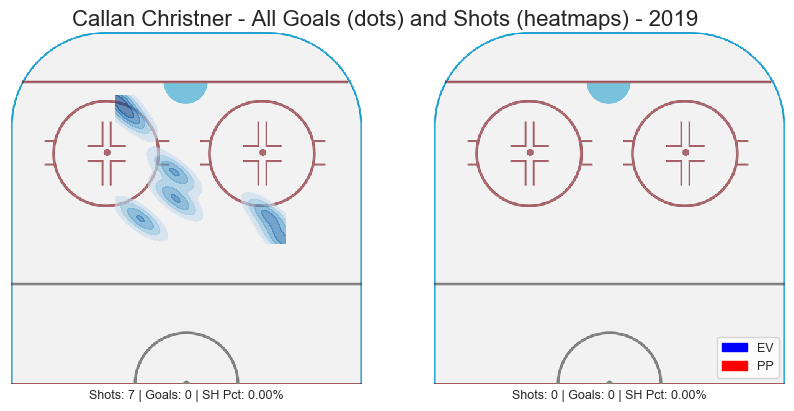 Callan Christner - All Goals (dots) and Shots (heatmaps) - 2019
EV
PP
Shots: 7 | Goals: 0 | SH Pct: 0.00%
Shots: 0 | Goals: 0 | SH Pct: 0.00%